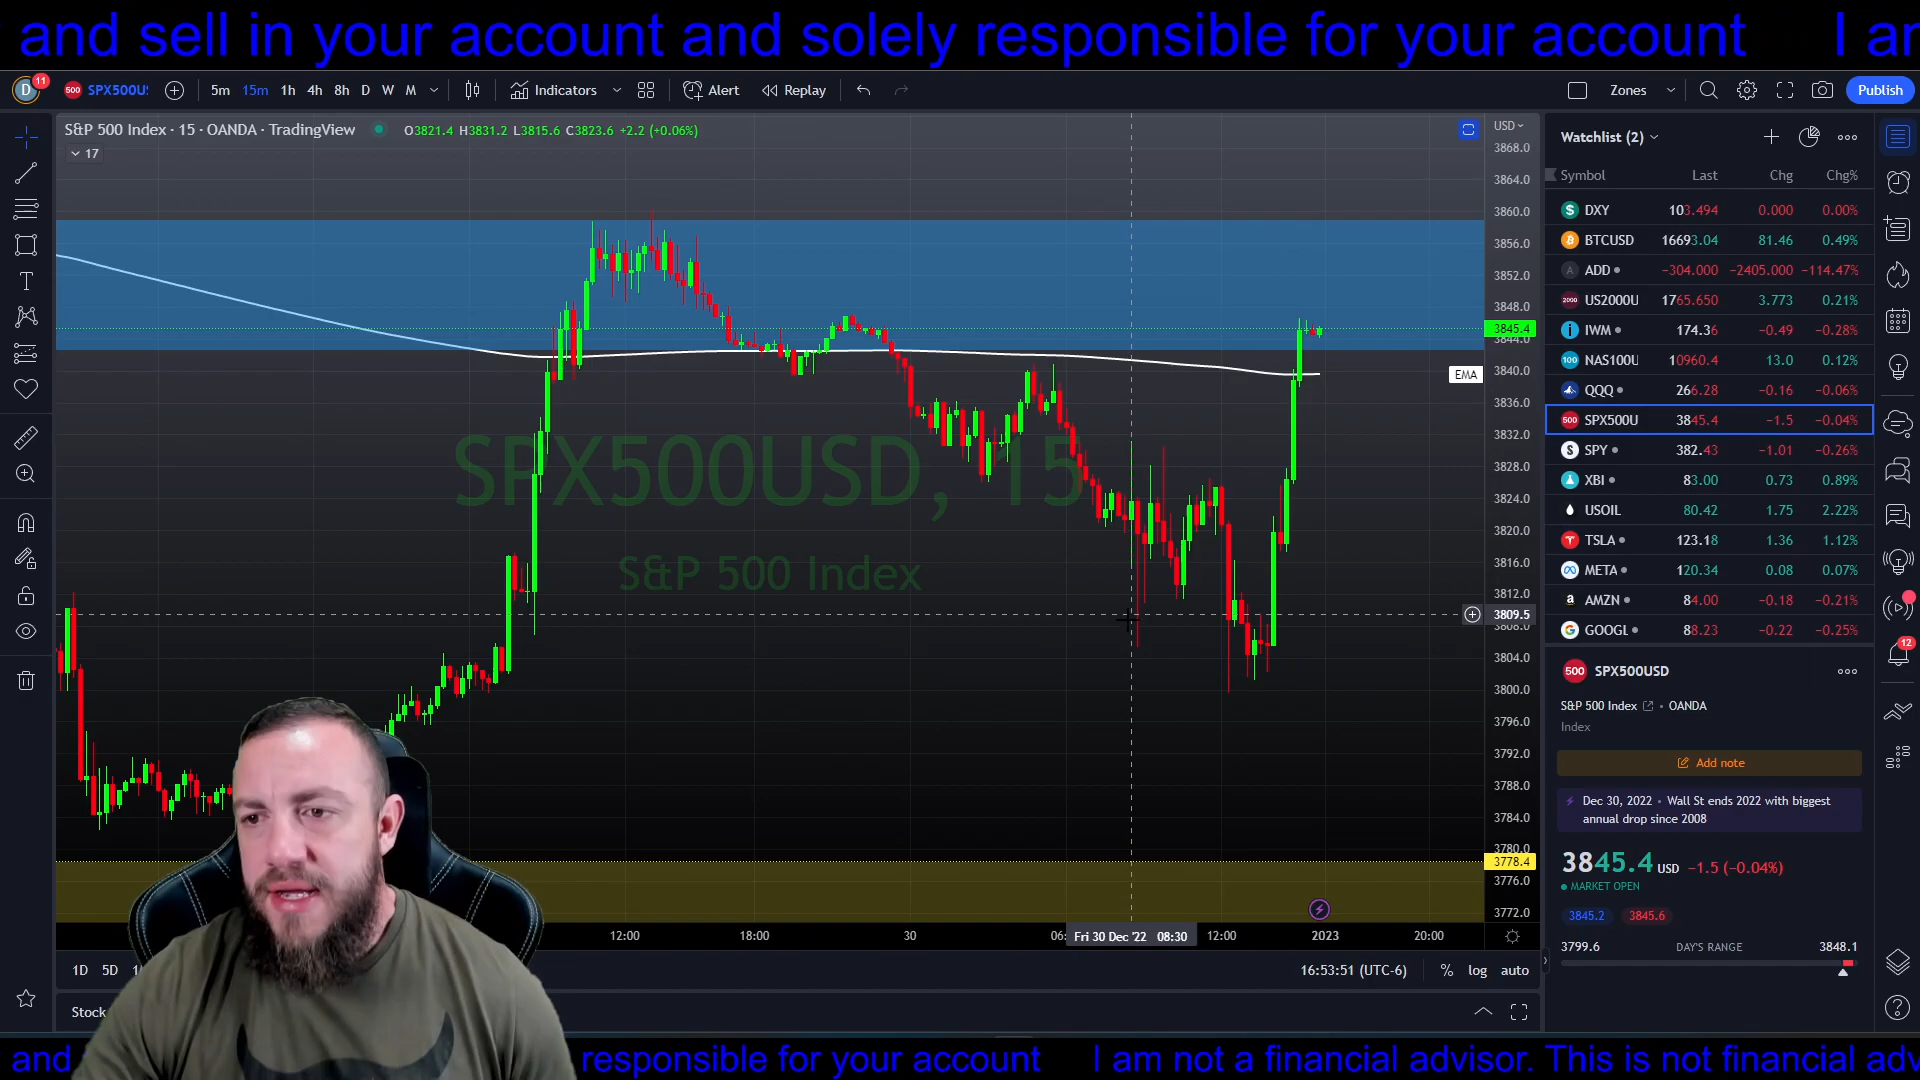 and sell in your account and solely responsible for your account I ar
D 11 500 SPX500U 5m 15m 1h 4h 8h D W M Indicators Alert Replay Zones Publish
S&P 500 Index · 15 · OANDA · TradingView O3821.4 H3831.2 L3815.6 C3823.6 +2.2 (+0.06%)
17
USD
3868.0
3864.0
3860.0
3856.0
3852.0
3848.0
3845.4
3844.0
3840.0
EMA
3836.0
3832.0
3828.0
3824.0
3820.0
3816.0
3812.0
3809.5
3808.0
3804.0
3800.0
3796.0
3792.0
3788.0
3784.0
3780.0
3778.4
3776.0
3772.0
SPX500USD, 15
S&P 500 Index
12:00 18:00 30 06: Fri 30 Dec '22 08:30 12:00 2023 20:00
1D 5D 16:53:51 (UTC-6) % log auto
Stock
Watchlist (2)
Symbol Last Chg Chg%
DXY 103.494 0.000 0.00%
BTCUSD 16693.04 81.46 0.49%
A ADD −304.000 −2405.000 −114.47%
2000 US2000U 1765.650 3.773 0.21%
IWM 174.36 −0.49 −0.28%
100 NAS100U 10960.4 13.0 0.12%
QQQ 266.28 −0.16 −0.06%
500 SPX500U 3845.4 −1.5 −0.04%
S SPY 382.43 −1.01 −0.26%
XBI 83.00 0.73 0.89%
USOIL 80.42 1.75 2.22%
TSLA 123.18 1.36 1.12%
META 120.34 0.08 0.07%
a AMZN 84.00 −0.18 −0.21%
G GOOGL 88.23 −0.22 −0.25%
12
500 SPX500USD
S&P 500 Index • OANDA
Index
Add note
Dec 30, 2022 • Wall St ends 2022 with biggest
annual drop since 2008
3845.4 USD −1.5 (−0.04%)
MARKET OPEN
3845.2 3845.6
3799.6 DAY'S RANGE 3848.1
and responsible for your account I am not a financial advisor. This is not financial adv